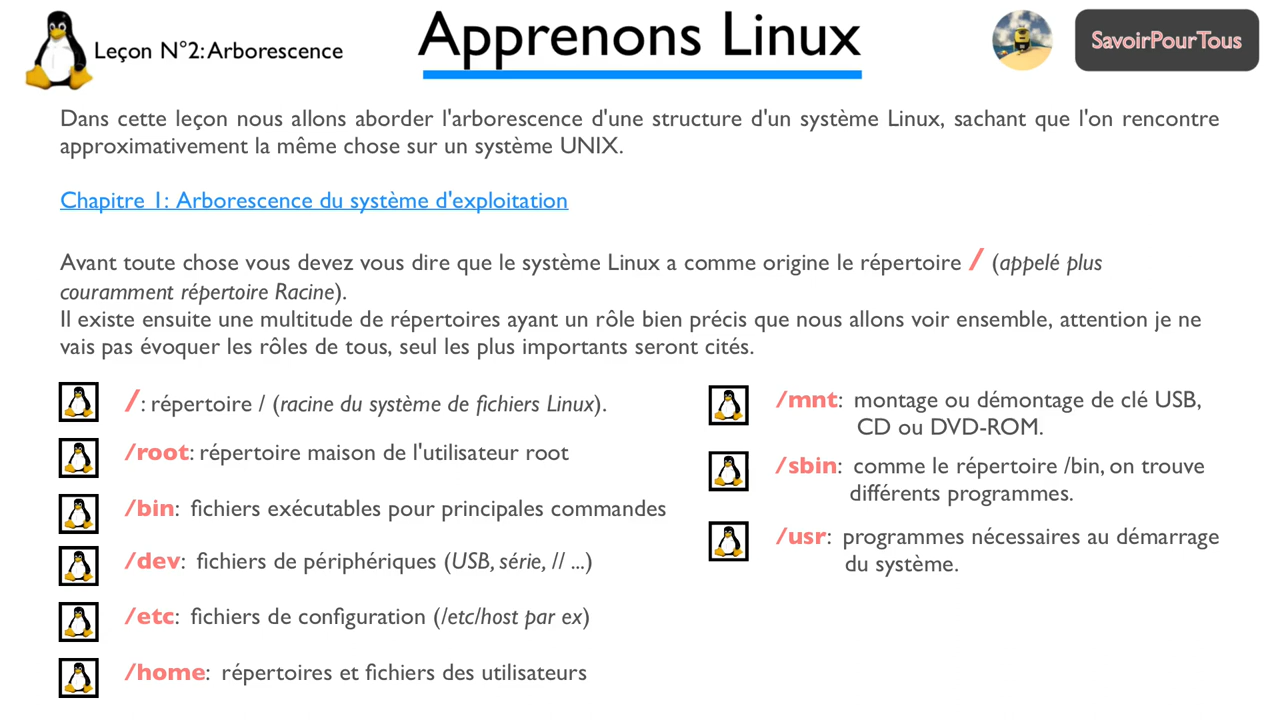 Leçon N°2: Arborescence
Apprenons Linux
SavoirPourTous
Dans cette leçon nous allons aborder l'arborescence d'une structure d'un système Linux, sachant que l'on rencontre
approximativement la même chose sur un système UNIX.
Chapitre 1: Arborescence du système d'exploitation
Avant toute chose vous devez vous dire que le système Linux a comme origine le répertoire / (appelé plus
couramment répertoire Racine).
Il existe ensuite une multitude de répertoires ayant un rôle bien précis que nous allons voir ensemble, attention je ne
vais pas évoquer les rôles de tous, seul les plus importants seront cités.
/: répertoire / (racine du système de fichiers Linux).
/root: répertoire maison de l'utilisateur root
/bin: fichiers exécutables pour principales commandes
/dev: fichiers de périphériques (USB, série, // ...)
/etc: fichiers de configuration (/etc/host par ex)
/home: répertoires et fichiers des utilisateurs
/mnt: montage ou démontage de clé USB,
CD ou DVD-ROM.
/sbin: comme le répertoire /bin, on trouve
différents programmes.
/usr: programmes nécessaires au démarrage
du système.